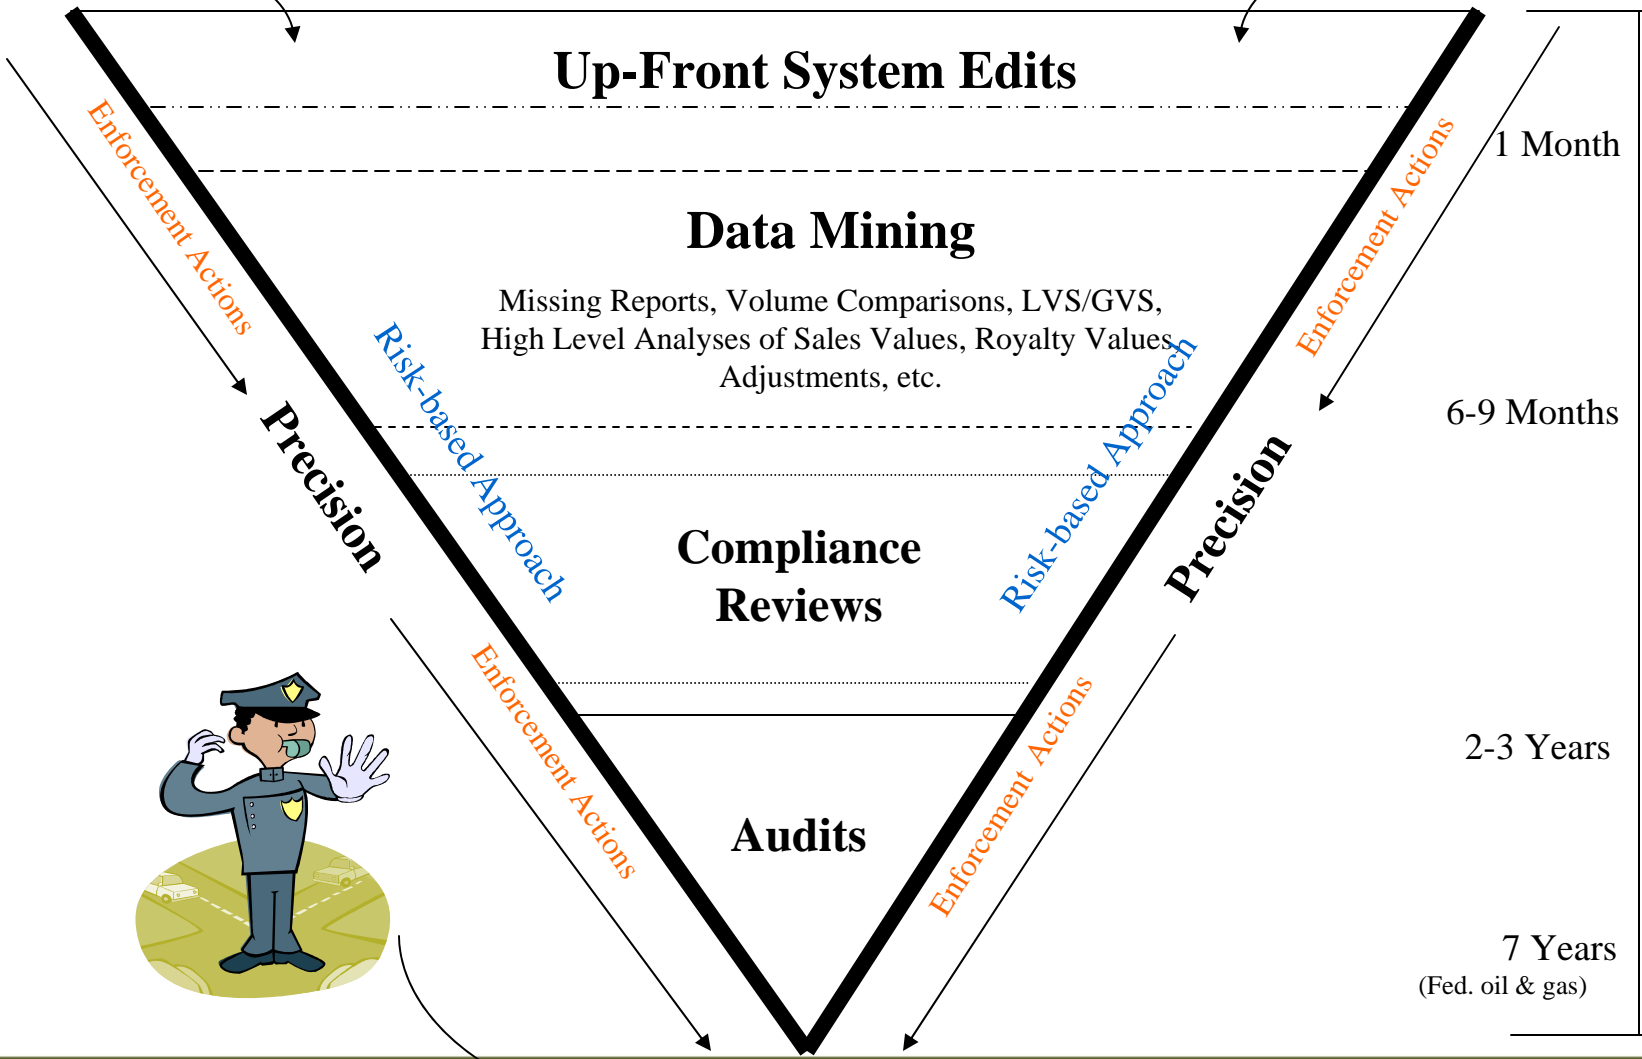 Up-Front System Edits
Enforcement Actions
Enforcement Actions
1 Month
Data Mining
Missing Reports, Volume Comparisons, LVS/GVS,
High Level Analyses of Sales Values, Royalty Values,
Adjustments, etc.
Risk-based Approach
Risk-based Approach
6-9 Months
Precision
Precision
Compliance
Reviews
Enforcement Actions
Enforcement Actions
2-3 Years
Audits
7 Years
(Fed. oil & gas)